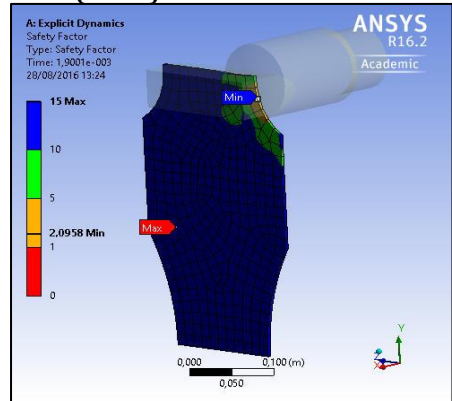 A: Explicit Dynamics
Safety Factor
Type: Safety Factor
Time: 1,9001e-003
28/08/2016 13:24
ANSYS
R16.2
Academic
15 Max
10
5
2,0958 Min
1
0
Min
Max
0,000
0,100 (m)
0,050
Y
X